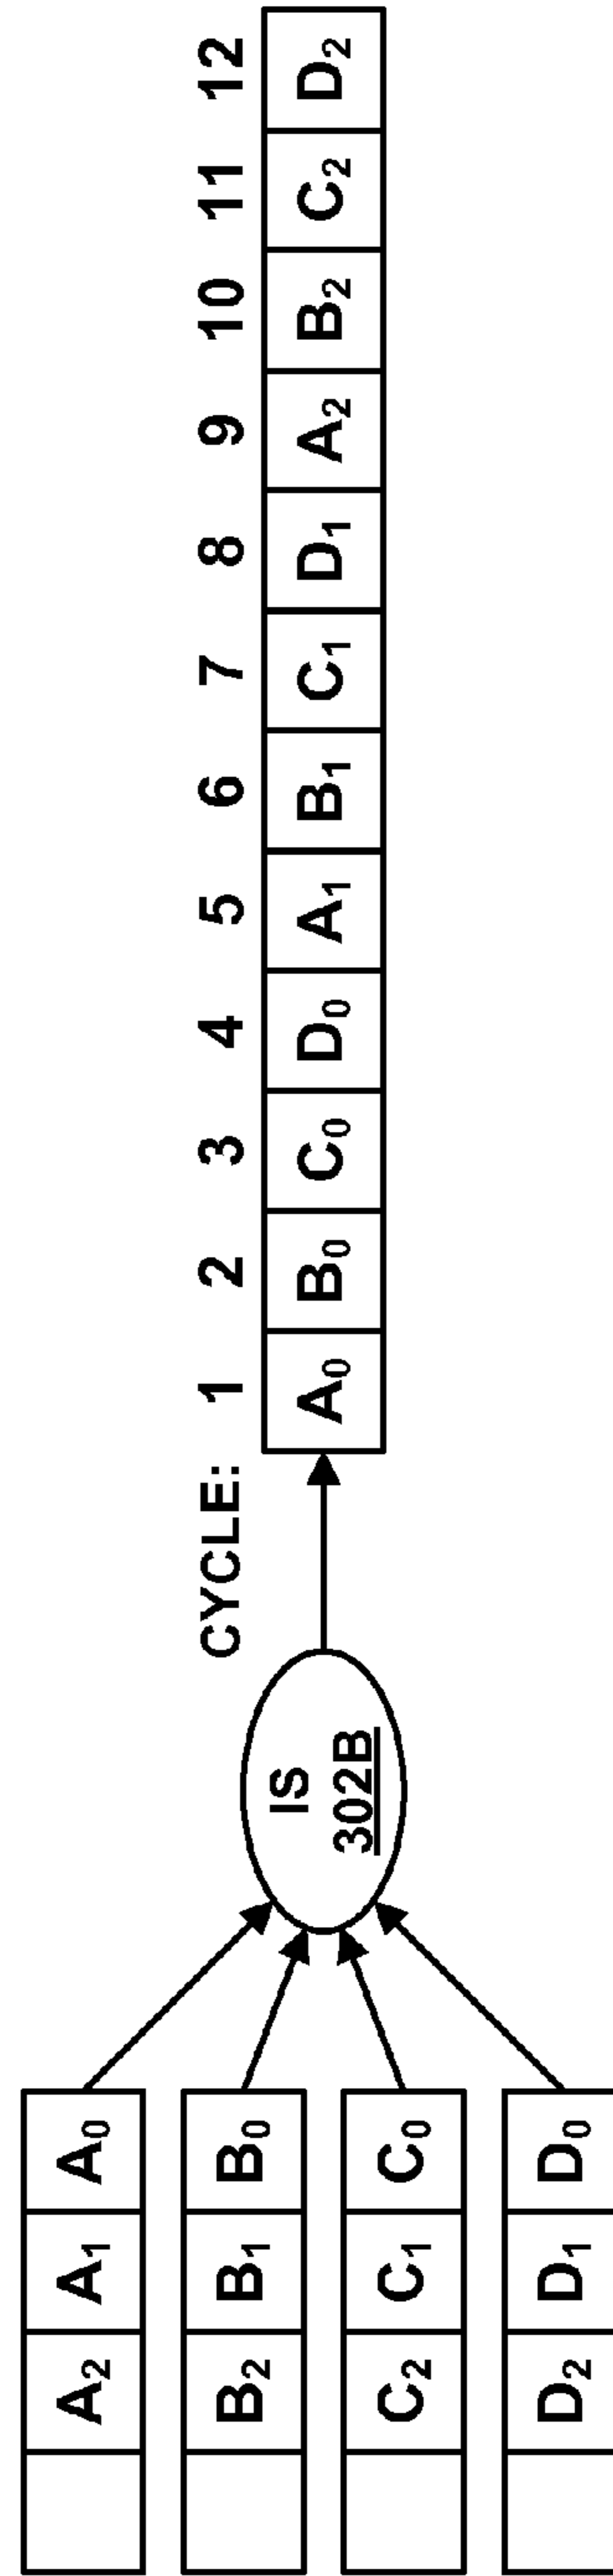 CYCLE: 1 2 3 4 5 6 7 8 9 10 11 12
A₀ B₀ C₀ D₀ A₁ B₁ C₁ D₁ A₂ B₂ C₂ D₂
IS
302B
A₂ A₁ A₀
B₂ B₁ B₀
C₂ C₁ C₀
D₂ D₁ D₀